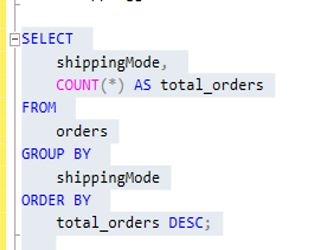 SELECT
shippingMode,
COUNT(*) AS total_orders
FROM
orders
GROUP BY
shippingMode
ORDER BY
total_orders DESC;